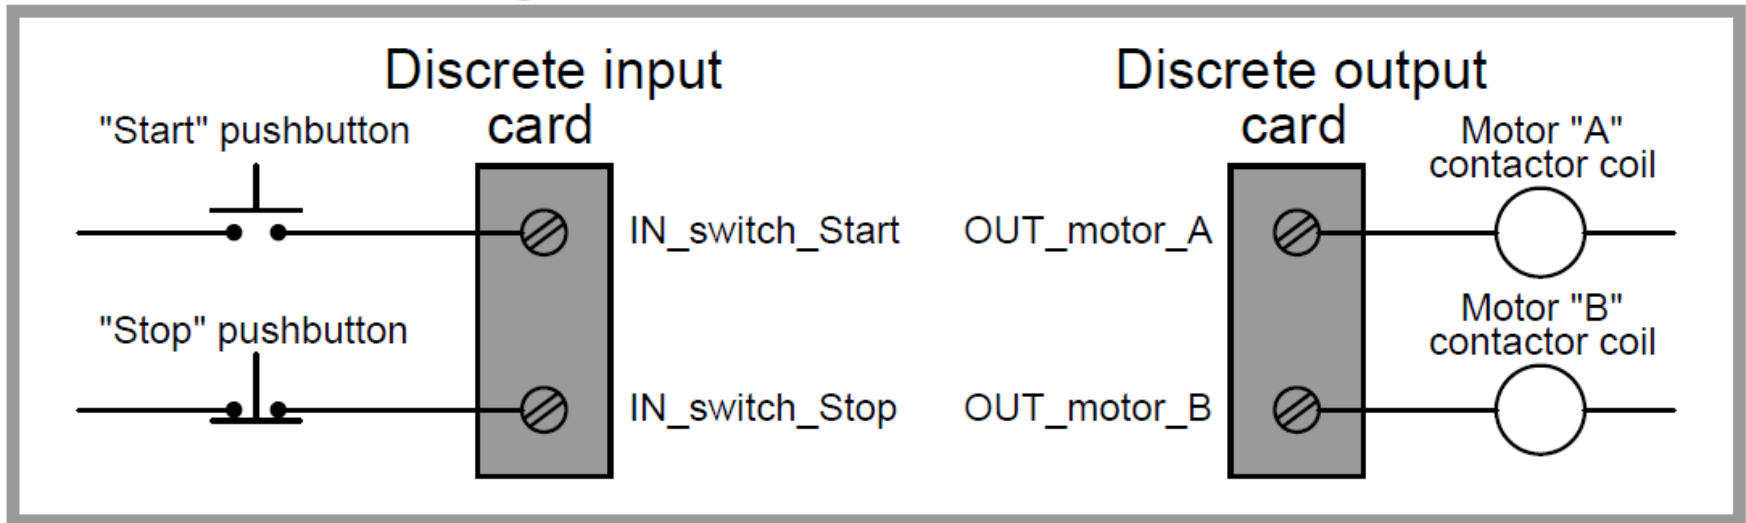 Discrete input
card
"Start" pushbutton
IN_switch_Start
"Stop" pushbutton
IN_switch_Stop
Discrete output
card
Motor "A"
contactor coil
OUT_motor_A
Motor "B"
contactor coil
OUT_motor_B